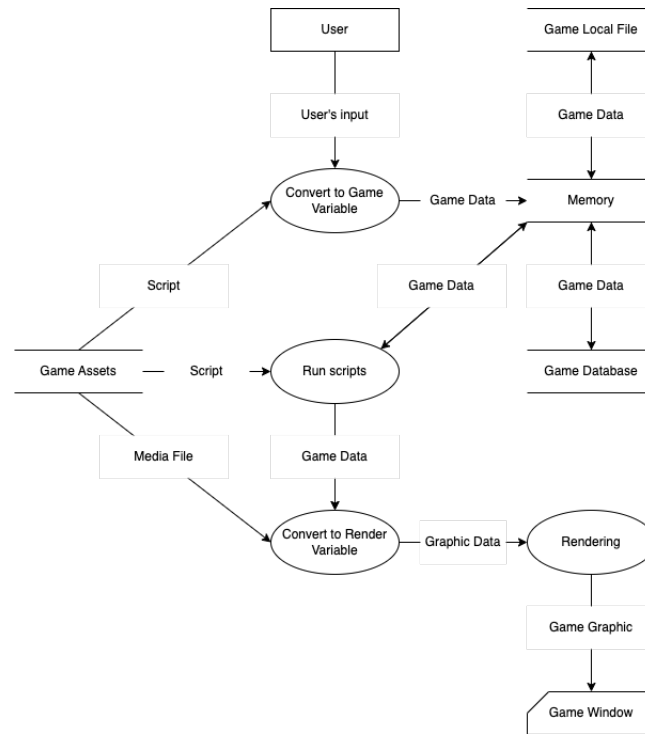 User
Game Local File
User's input
Game Data
Convert to Game
Variable
Game Data
Memory
Script
Game Data
Game Data
Game Assets
Script
Run scripts
Game Database
Media File
Game Data
Convert to Render
Variable
Graphic Data
Rendering
Game Graphic
Game Window